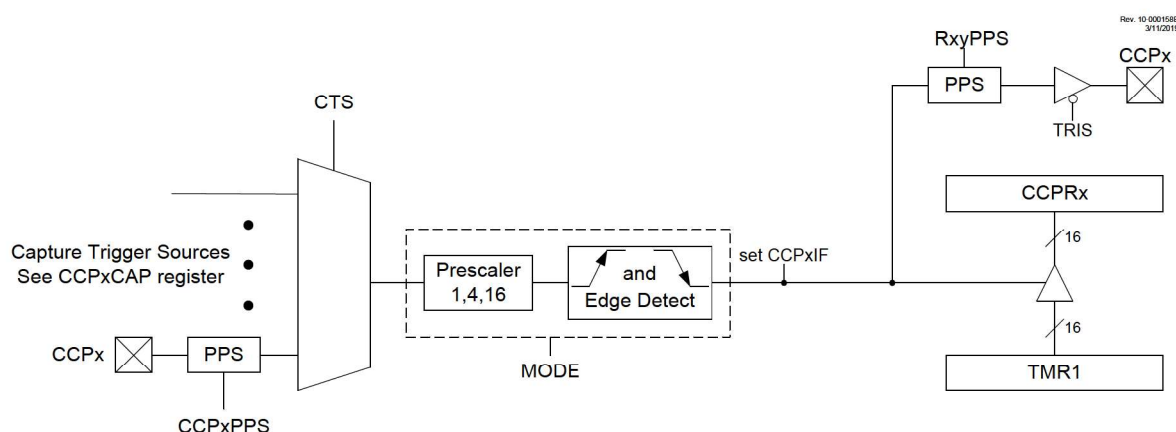 Rev. 10-000158E
3/11/2019
RxyPPS
CCPx
PPS
TRIS
CTS
CCPRx
16
Capture Trigger Sources
See CCPxCAP register
Prescaler
1,4,16
and
Edge Detect
set CCPxIF
16
CCPx
PPS
MODE
TMR1
CCPxPPS